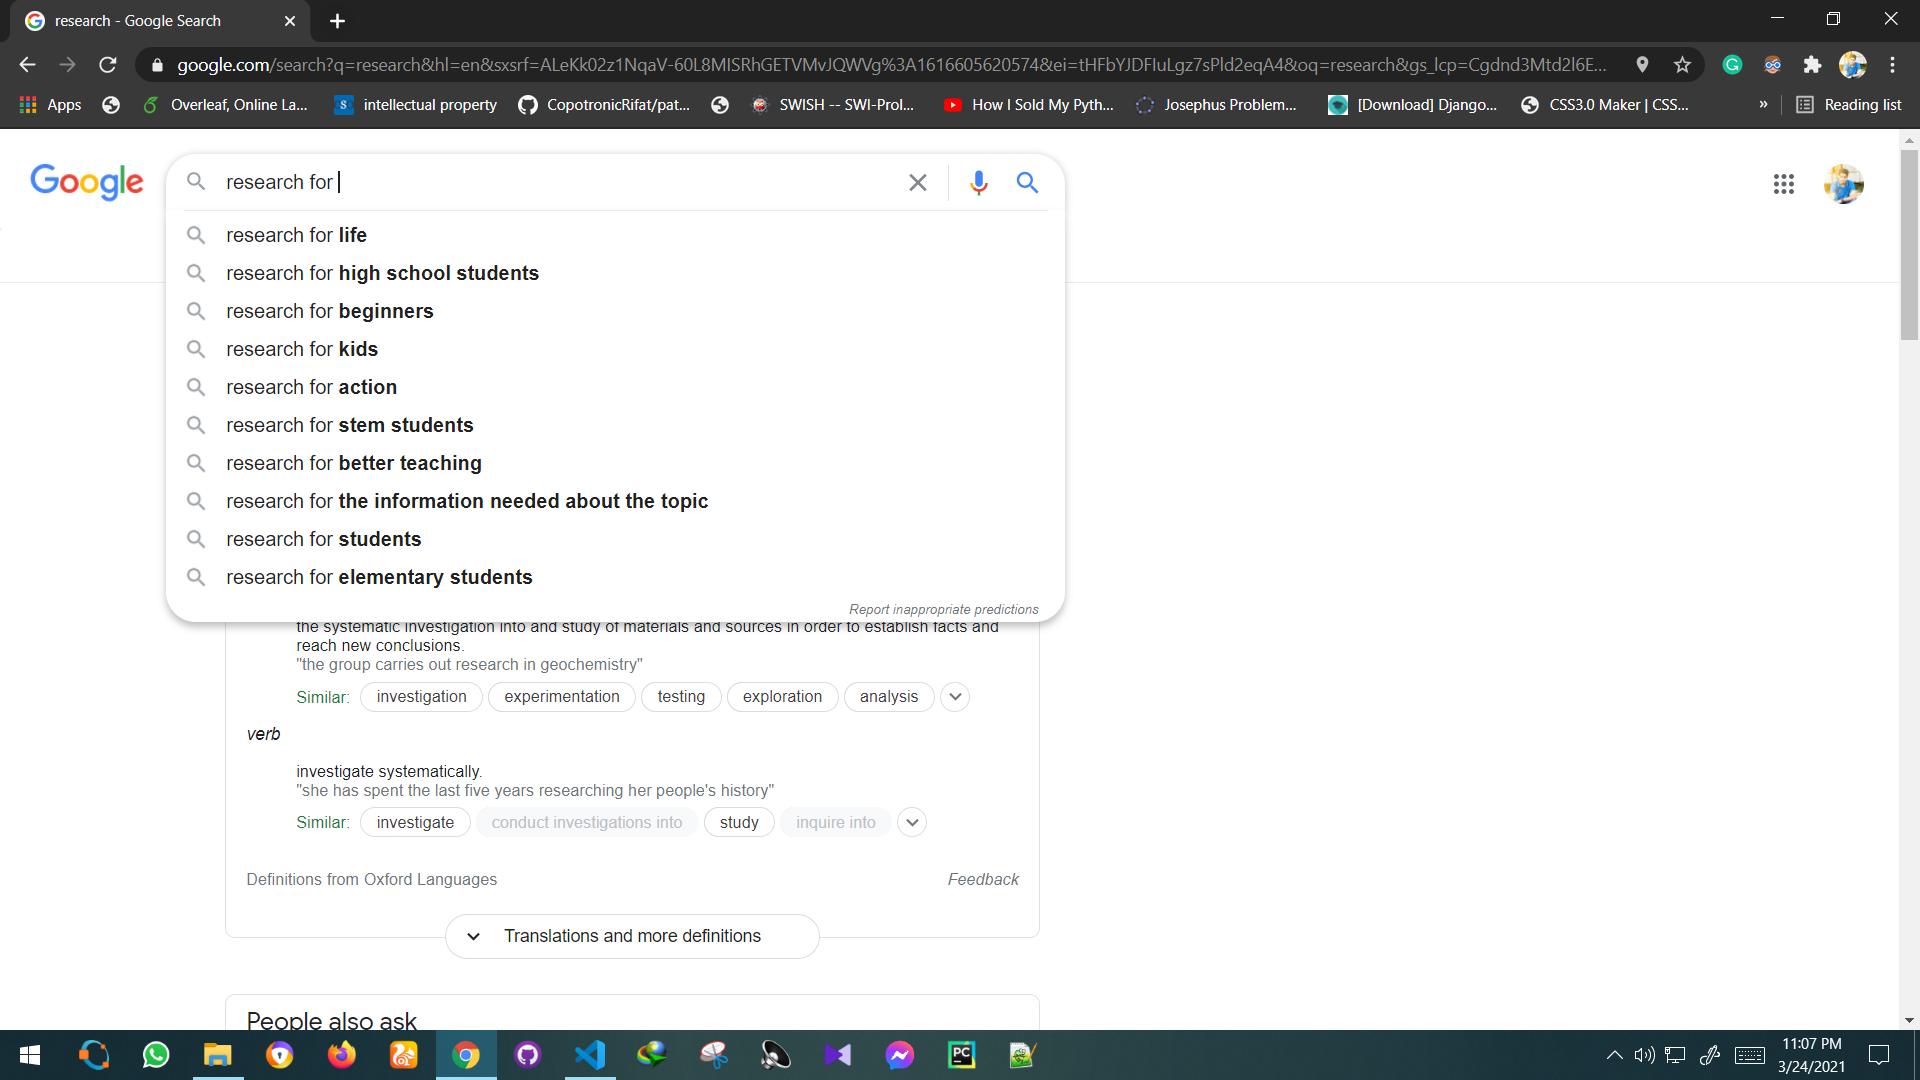 research - Google Search
google.com/search?q=research&hl=en&sxsrf=ALeKk02z1NqaV-60L8MISRhGETVMvJQWVg%3A1616605620574&ei=tHFbYJDFIuLgz7sPld2eqA4&oq=research&gs_lcp=Cgdnd3Mtd2l6E...
Apps
Overleaf, Online La...
intellectual property
CopotronicRifat/pat...
SWISH -- SWI-Prol...
How I Sold My Pyth...
Josephus Problem...
[Download] Django...
CSS3.0 Maker | CSS...
»
Reading list
Google
research for
research for life
research for high school students
research for beginners
research for kids
research for action
research for stem students
research for better teaching
research for the information needed about the topic
research for students
research for elementary students
Report inappropriate predictions
the systematic investigation into and study of materials and sources in order to establish facts and
reach new conclusions.
"the group carries out research in geochemistry"
Similar: investigation experimentation testing exploration analysis
verb
investigate systematically.
"she has spent the last five years researching her people's history"
Similar: investigate conduct investigations into study inquire into
Definitions from Oxford Languages
Feedback
Translations and more definitions
People also ask
PC
11:07 PM
3/24/2021